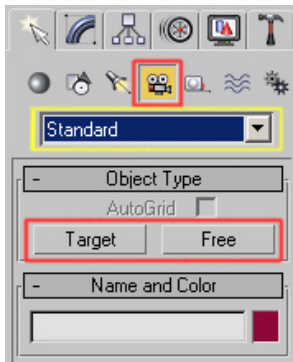 Standard
- Object Type
AutoGrid
Target Free
- Name and Color